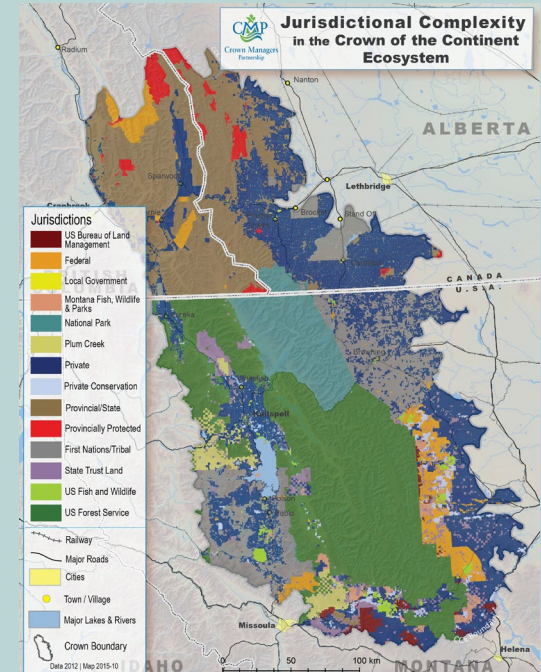 CMP
Crown Managers
Partnership
Jurisdictional Complexity
in the Crown of the Continent
Ecosystem
Radium
Nanton
ALBERTA
Sparwood
Lethbridge
Cranbrook
Stand Off
CANADA
U.S.A.
Jurisdictions
US Bureau of Land
Management
Federal
Local Government
Montana Fish, Wildlife
& Parks
National Park
Plum Creek
Private
Private Conservation
Provincial/State
Provincially Protected
First Nations/Tribal
State Trust Land
US Fish and Wildlife
US Forest Service
Railway
Major Roads
Cities
Town / Village
Major Lakes & Rivers
Crown Boundary
Data 2012 | Map 2015-10
Browning
Kalispell
Missoula
Helena
0 50 100 km
IDAHO
MONTANA